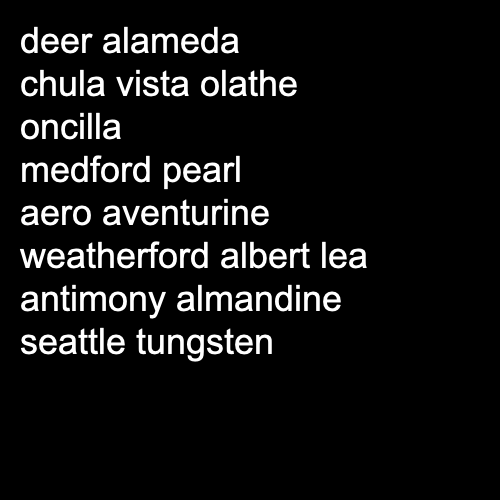 deer alameda
chula vista olathe
oncilla
medford pearl
aero aventurine
weatherford albert lea
antimony almandine
seattle tungsten